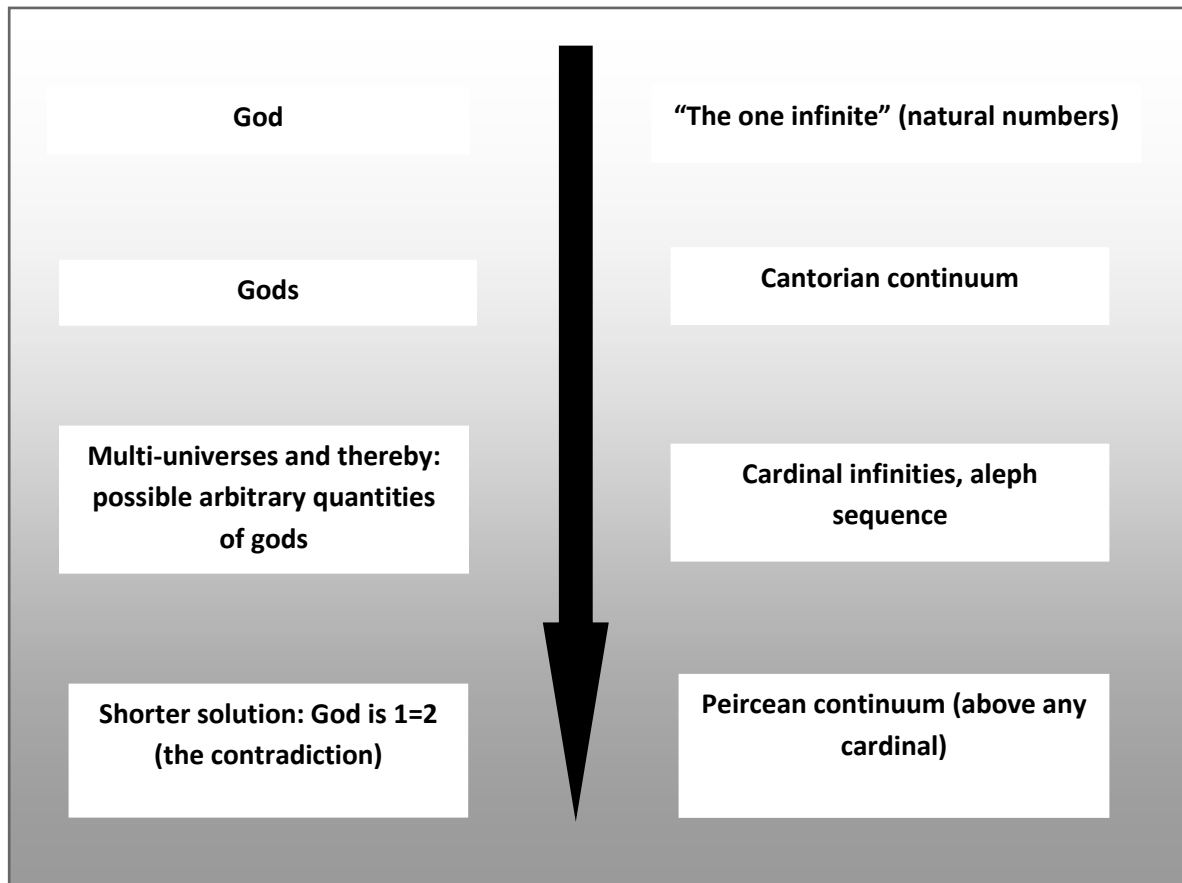 God
“The one infinite” (natural numbers)
Gods
Cantorian continuum
Multi-universes and thereby:
possible arbitrary quantities
of gods
Cardinal infinities, aleph
sequence
Shorter solution: God is 1=2
(the contradiction)
Peircean continuum (above any
cardinal)